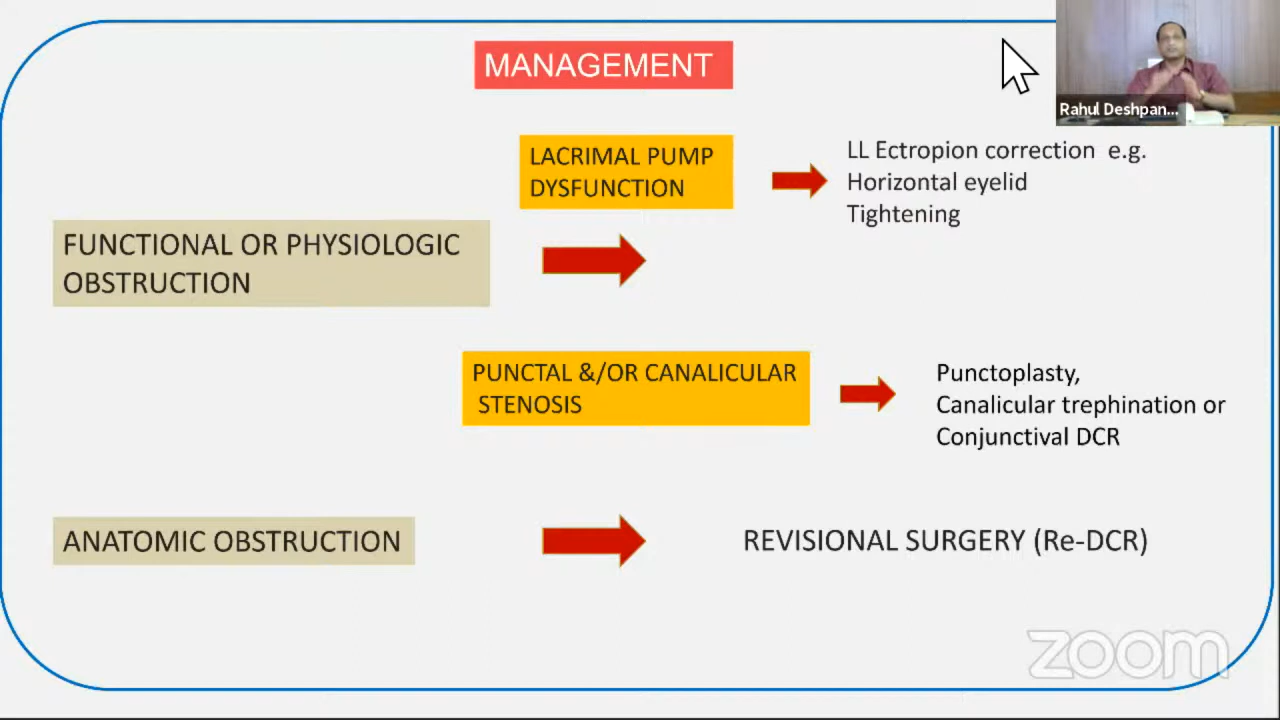 MANAGEMENT
Rahul Deshpan...
LACRIMAL PUMP
DYSFUNCTION
LL Ectropion correction e.g.
Horizontal eyelid
Tightening
FUNCTIONAL OR PHYSIOLOGIC
OBSTRUCTION
PUNCTAL &/OR CANALICULAR
STENOSIS
Punctoplasty,
Canalicular trephination or
Conjunctival DCR
ANATOMIC OBSTRUCTION
REVISIONAL SURGERY (Re-DCR)
zoom